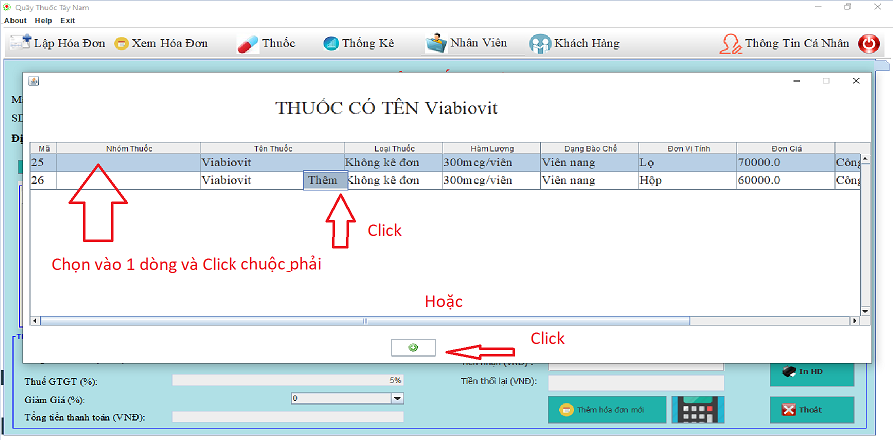 Quầy Thuốc Tây Nam
About Help Exit
Lập Hóa Đơn Xem Hóa Đơn Thuốc Thống Kê Nhân Viên Khách Hàng Thông Tin Cá Nhân
THUỐC CÓ TÊN Viabiovit
Mã Nhóm Thuốc Tên Thuốc Loại Thuốc Hàm Lượng Dạng Bào Chế Đơn Vị Tính Đơn Giá
25 Viabiovit Không kê đơn 300mcg/viên Viên nang Lọ 70000.0 Công
26 Viabiovit Thêm Không kê đơn 300mcg/viên Viên nang Hộp 60000.0 Công
Click
Chọn vào 1 dòng và Click chuộc phải
Hoặc
Click
Thuế GTGT (%): 5% Tiền thối lại (VNĐ): In HD
Giảm Giá (%): 0
Tổng tiền thanh toán (VNĐ): Thêm hóa đơn mới Thoát